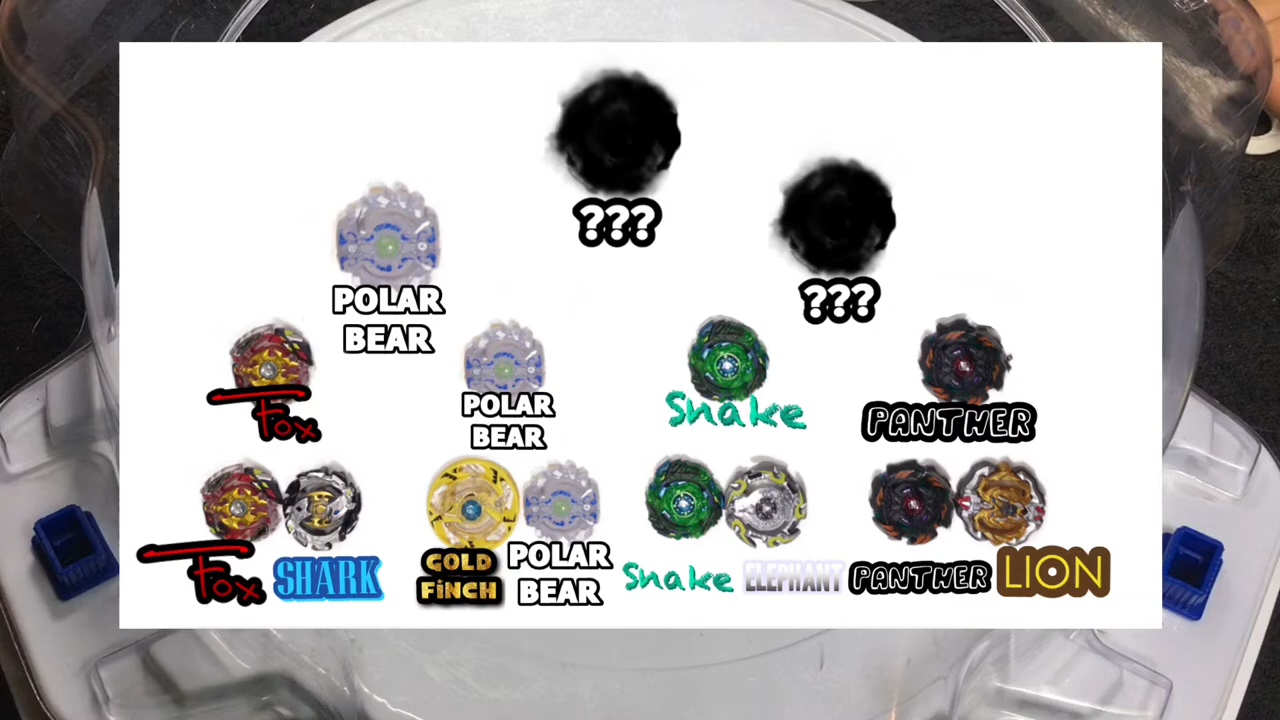 ???
???
POLAR
BEAR
Fox
POLAR
BEAR
Snake
PANTHER
Fox
SHARK
GOLD
FiNCH
POLAR
BEAR
Snake
ELEPHANT
PANTHER
LION